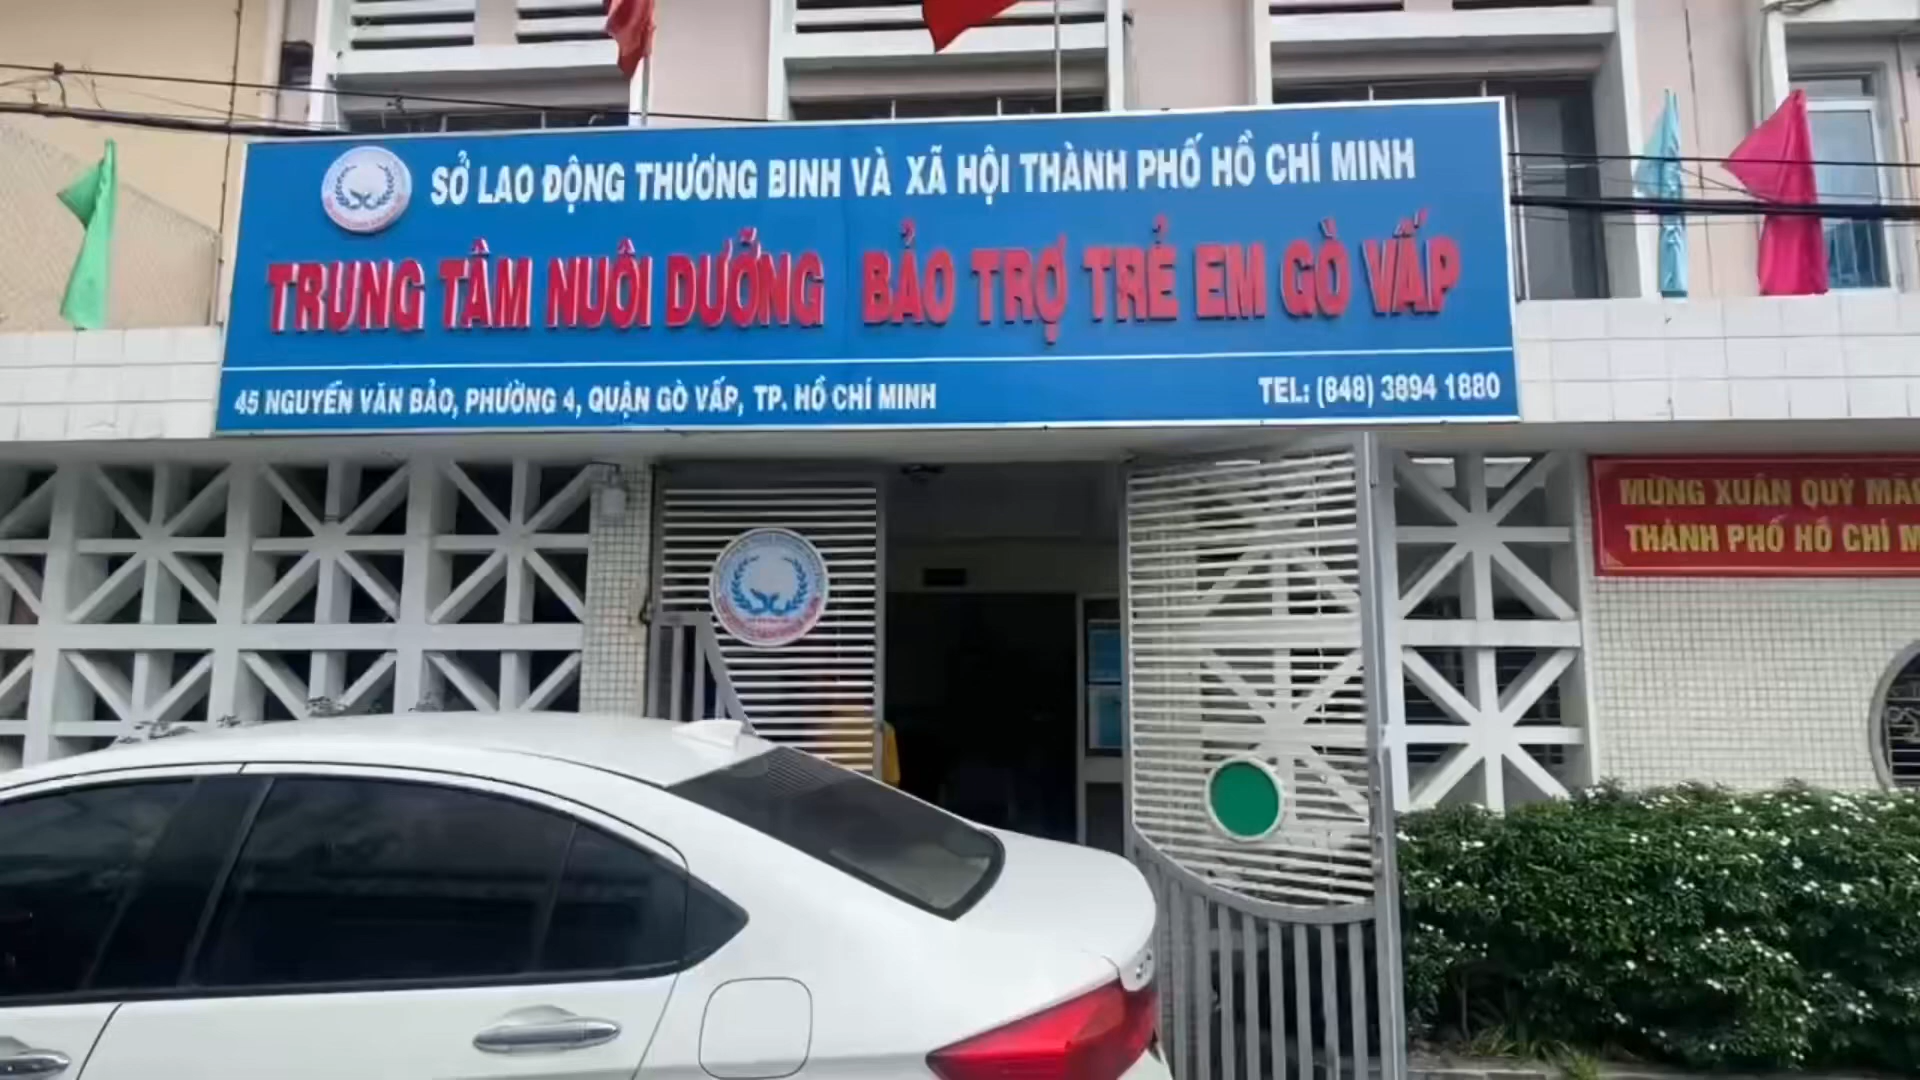 SỞ LAO ĐỘNG THƯƠNG BINH VÀ XÃ HỘI THÀNH PHỐ HỒ CHÍ MINH
TRUNG TÂM NUÔI DƯỠNG BẢO TRỢ TRẺ EM GÒ VẤP
45 NGUYỄN VĂN BẢO, PHƯỜNG 4, QUẬN GÒ VẤP, TP. HỒ CHÍ MINH
TEL: (848) 3894 1880
MỪNG XUÂN QUÝ MÃO
THÀNH PHỐ HỒ CHÍ M